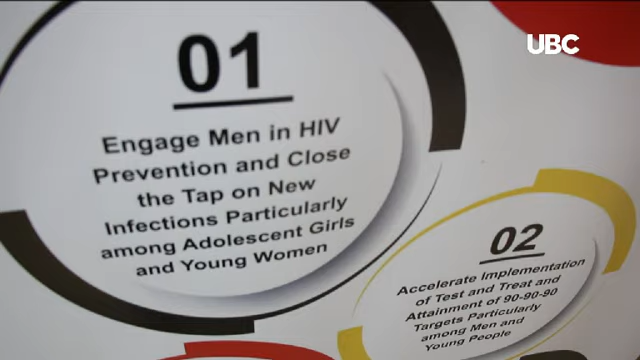 UBC
01
Engage Men in HIV
Prevention and Close
the Tap on New
Infections Particularly
among Adolescent Girls
and Young Women
02
Accelerate Implementation
of Test and Treat and
Attainment of 90-90-90
Targets Particularly
among Men and
Young People